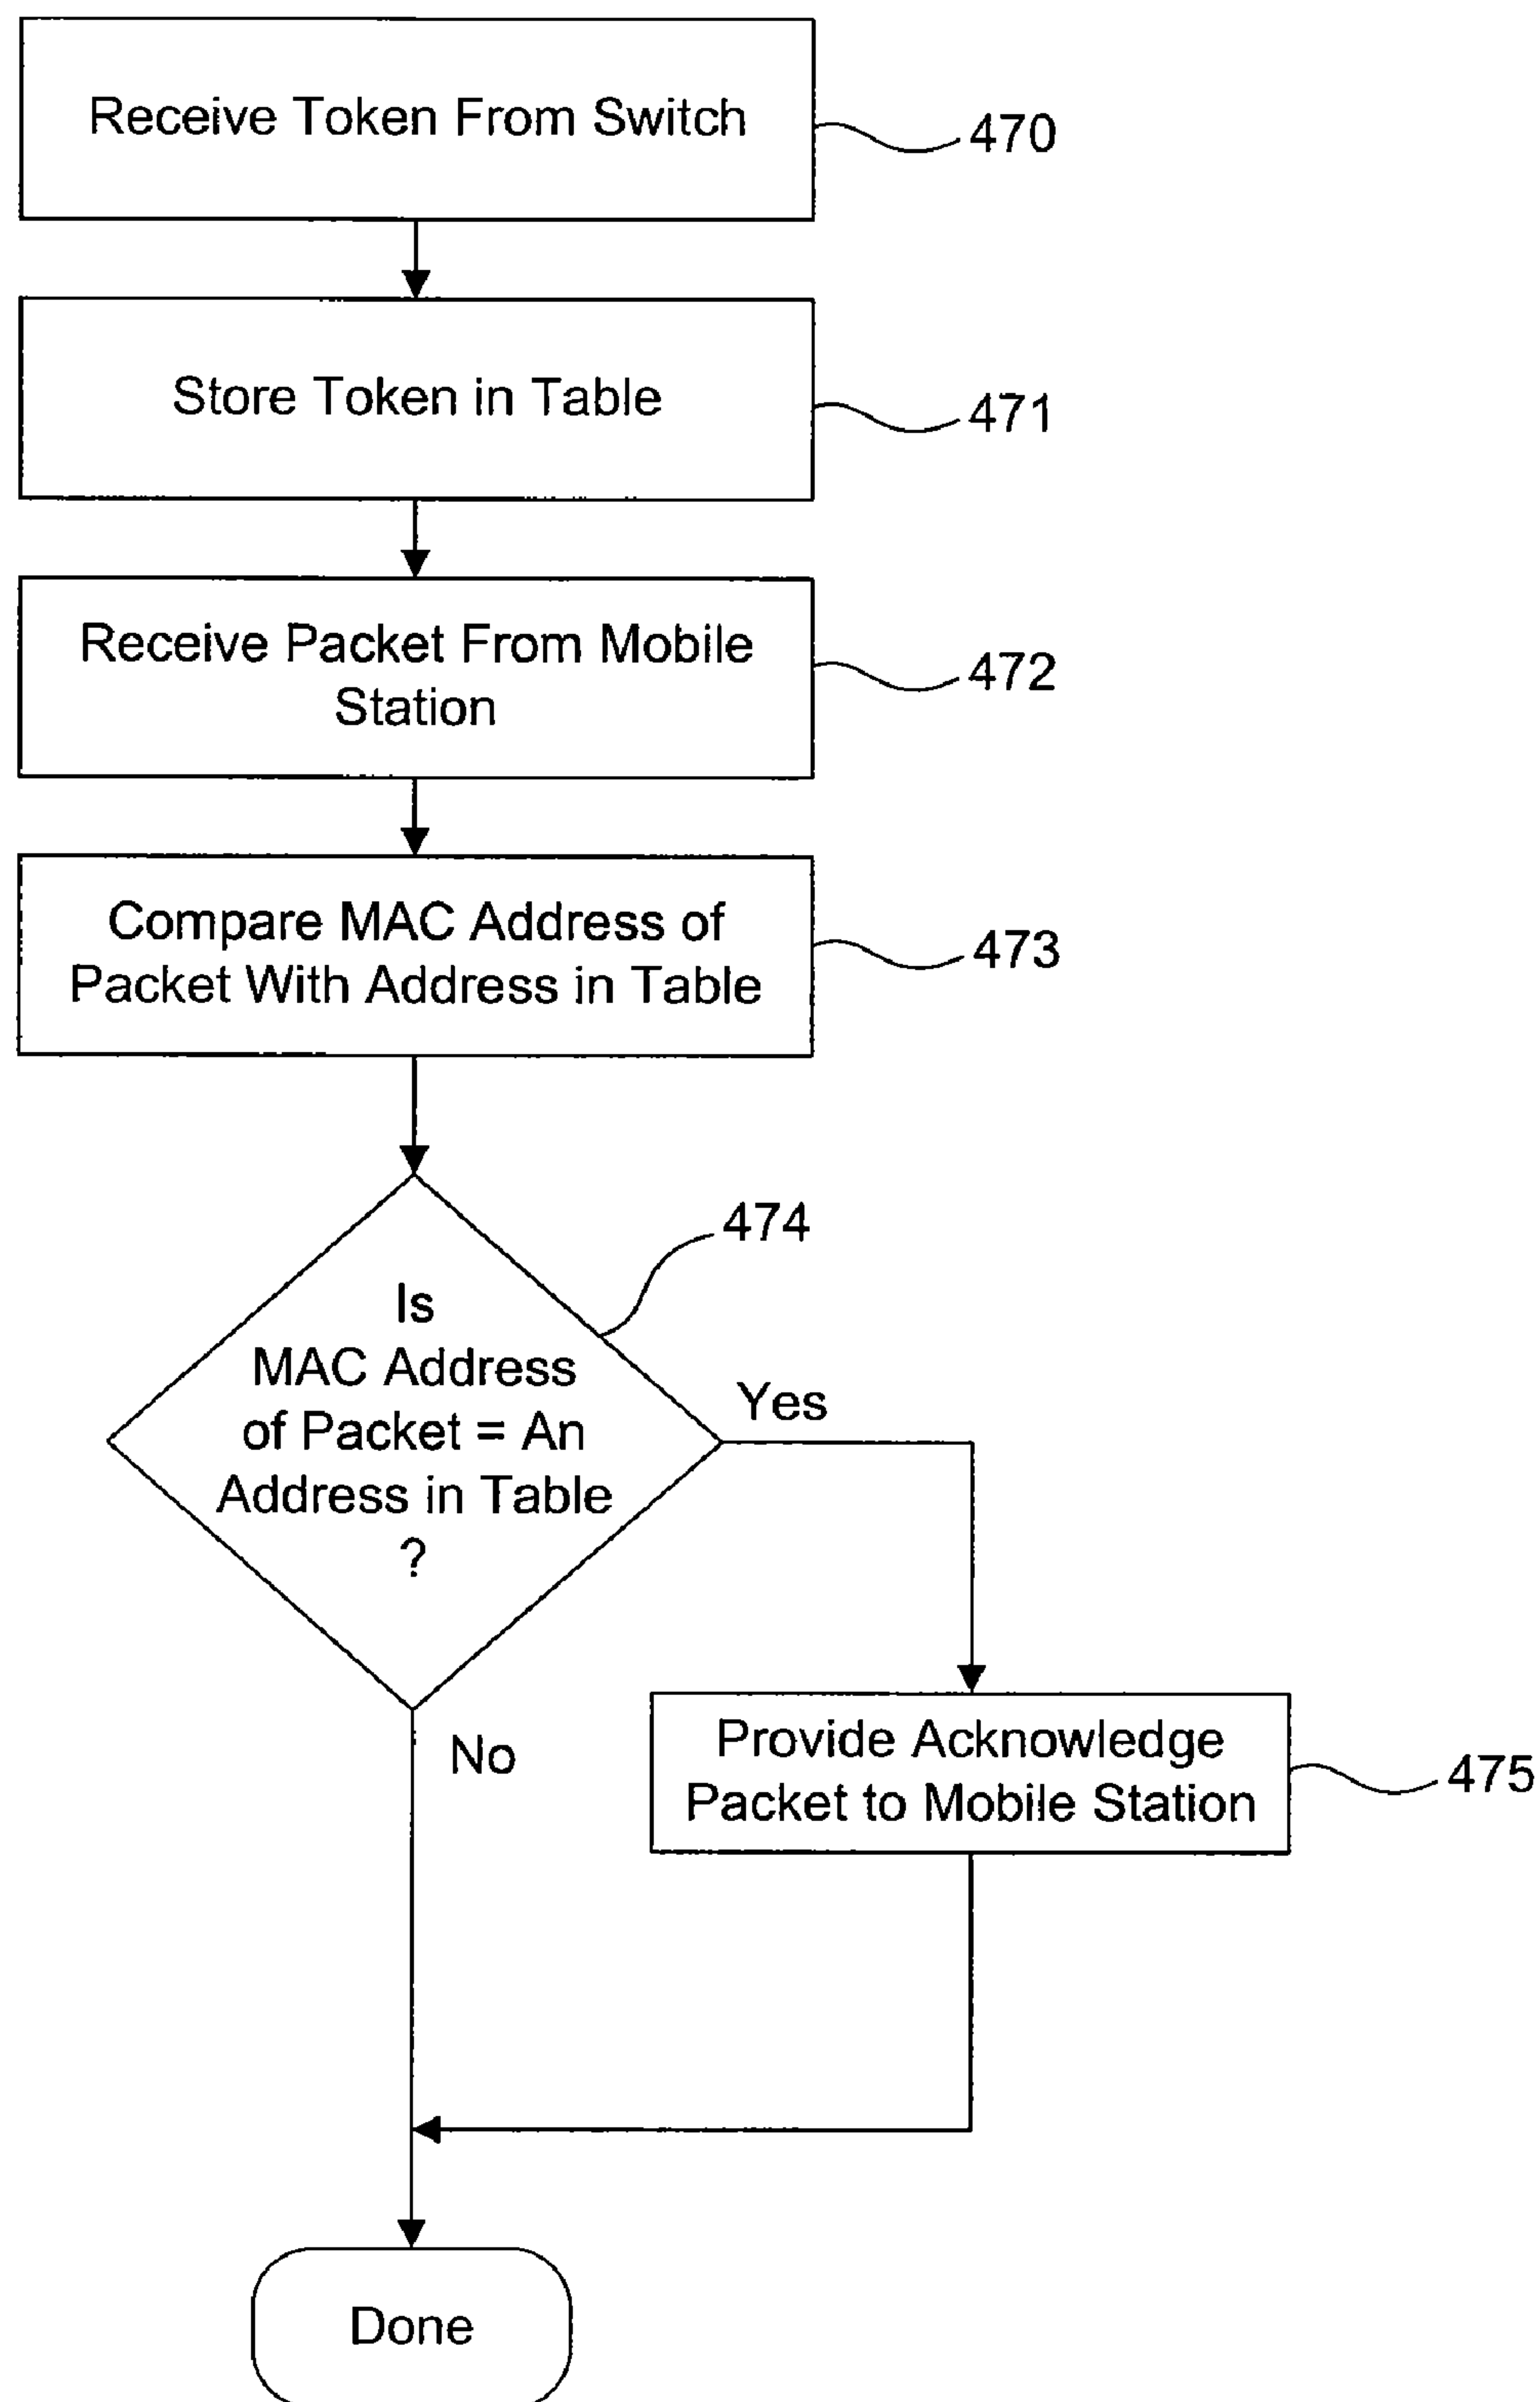 Receive Token From Switch
470
Store Token in Table
471
Receive Packet From Mobile
Station
472
Compare MAC Address of
Packet With Address in Table
473
474
Is
MAC Address
of Packet = An
Address in Table
?
Yes
No
Provide Acknowledge
Packet to Mobile Station
475
Done